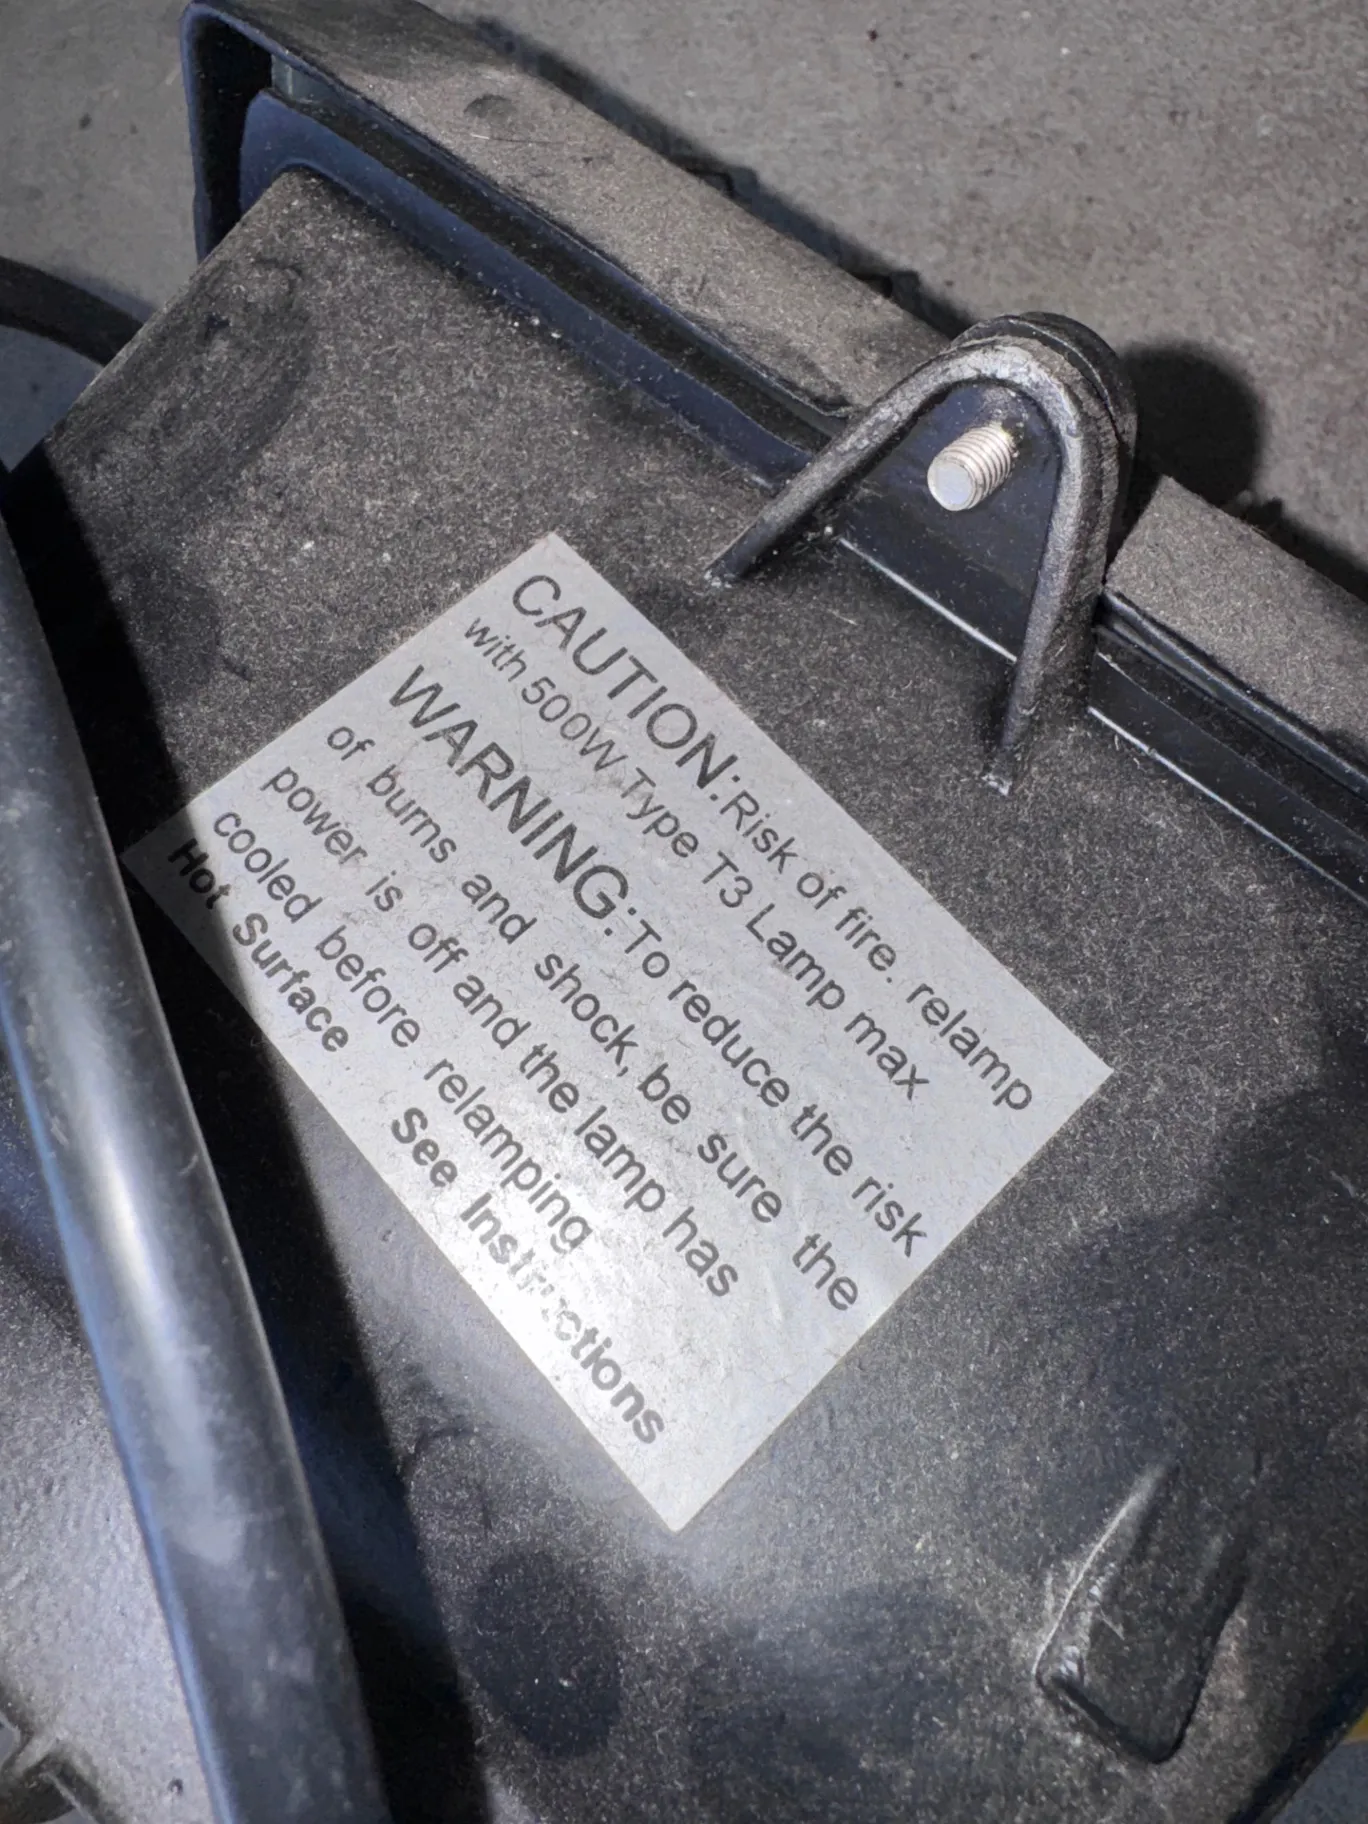 CAUTION:Risk of fire. relamp
with 500W Type T3 Lamp max
WARNING:To reduce the risk
of burns and shock, be sure the
power is off and the lamp has
cooled before relamping
Hot Surface See Instructions